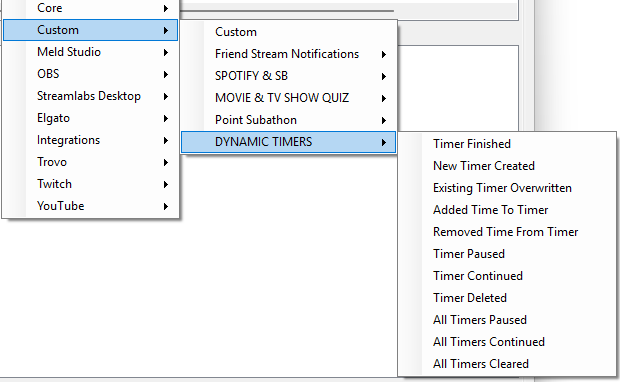 Core
Custom
Meld Studio
OBS
Streamlabs Desktop
Elgato
Integrations
Trovo
Twitch
YouTube
Custom
Friend Stream Notifications
SPOTIFY & SB
MOVIE & TV SHOW QUIZ
Point Subathon
DYNAMIC TIMERS
Timer Finished
New Timer Created
Existing Timer Overwritten
Added Time To Timer
Removed Time From Timer
Timer Paused
Timer Continued
Timer Deleted
All Timers Paused
All Timers Continued
All Timers Cleared